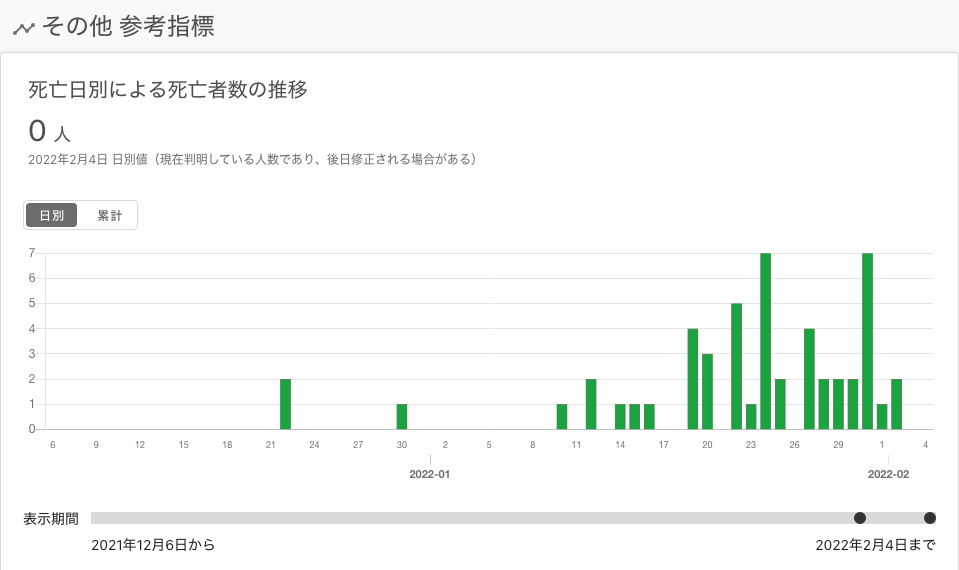 その他 参考指標
死亡日別による死亡者数の推移
0 人
2022年2月4日 日別値（現在判明している人数であり、後日修正される場合がある）
日別 累計
7
6
5
4
3
2
1
0
6 9 12 15 18 21 24 27 30 2 5 8 11 14 17 20 23 26 29 1 4
2022-01 2022-02
表示期間
2021年12月6日から 2022年2月4日まで